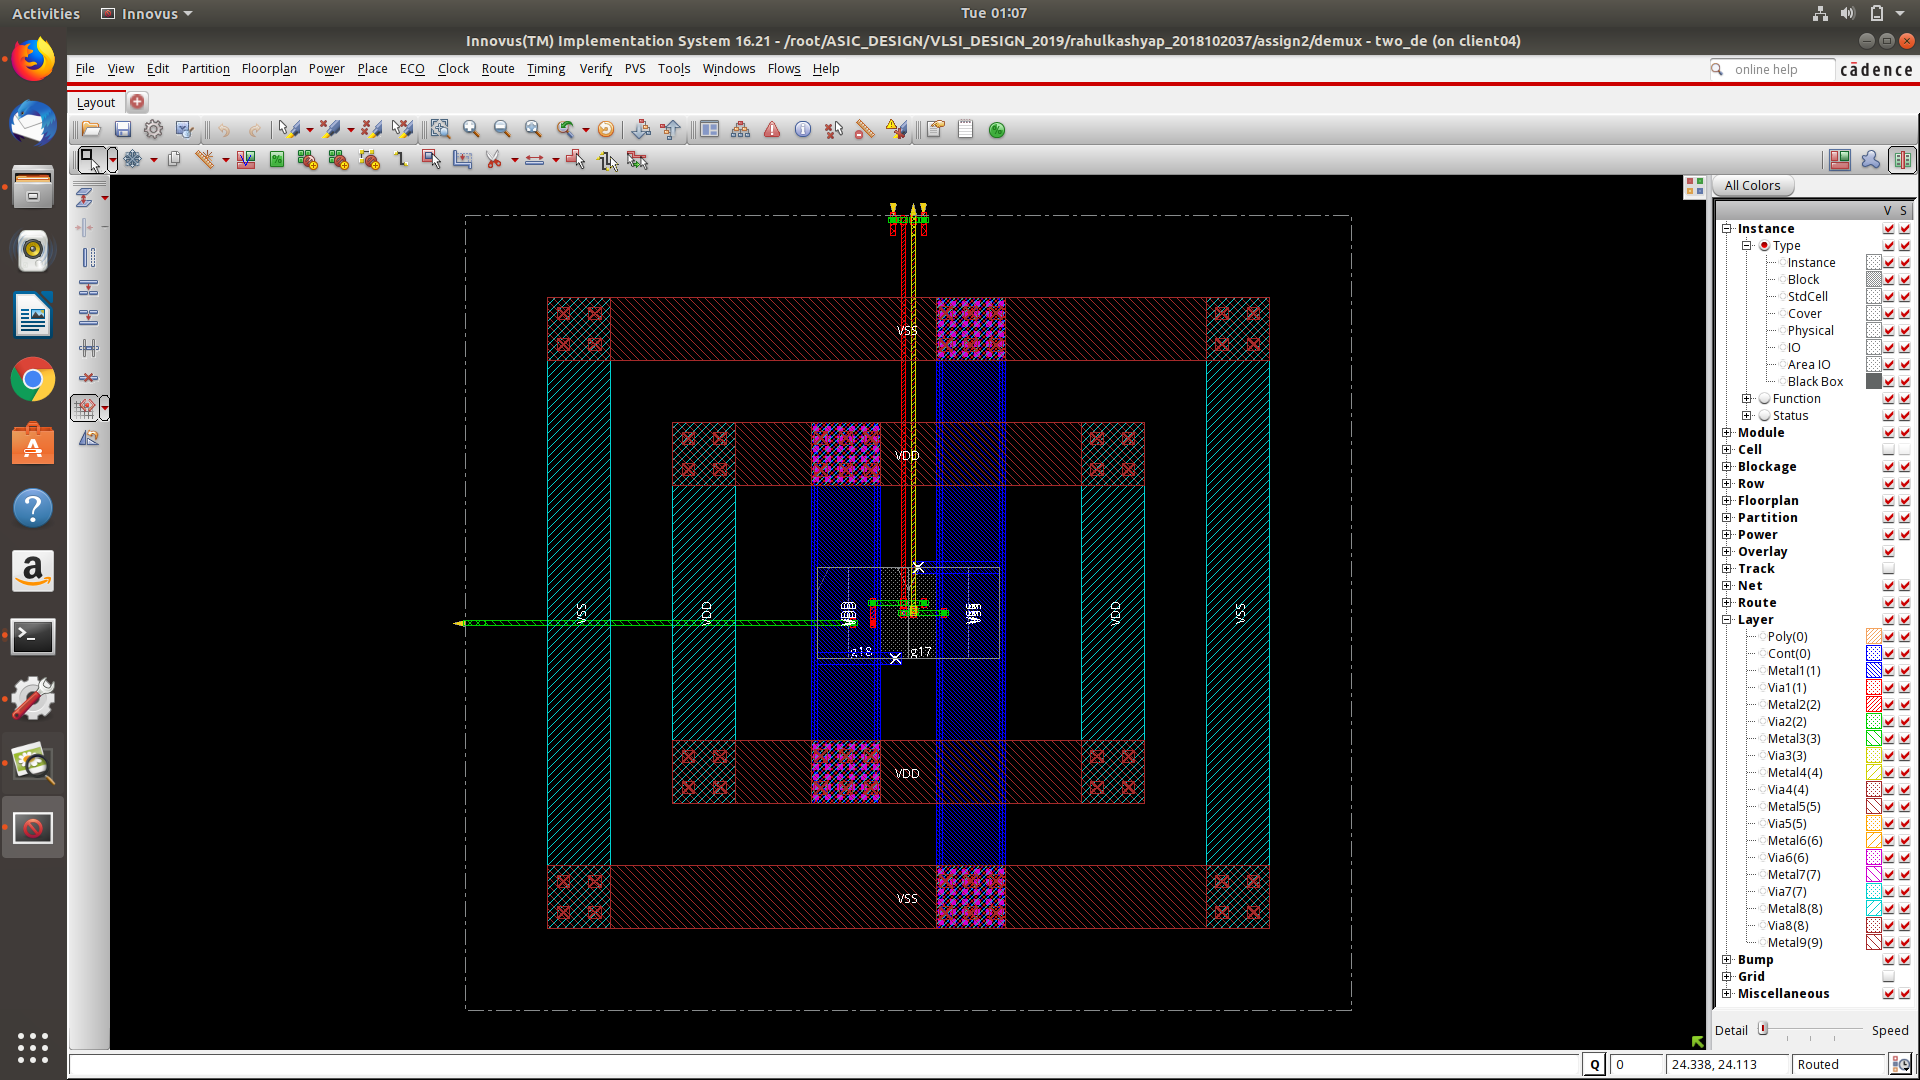 Activities
Innovus
Tue 01:07
Innovus(TM) Implementation System 16.21 - /root/ASIC_DESIGN/VLSI_DESIGN_2019/rahulkashyap_2018102037/assign2/demux - two_de (on client04)
File View Edit Partition Floorplan Power Place ECO Clock Route Timing Verify PVS Tools Windows Flows Help
online help
cādence
Layout
All Colors
V S
Instance
Type
Instance
Block
StdCell
Cover
Physical
IO
Area IO
Black Box
Function
Status
Module
Cell
Blockage
Row
Floorplan
Partition
Power
Overlay
Track
Net
Route
Layer
Poly(0)
Cont(0)
Metal1(1)
Via1(1)
Metal2(2)
Via2(2)
Metal3(3)
Via3(3)
Metal4(4)
Via4(4)
Metal5(5)
Via5(5)
Metal6(6)
Via6(6)
Metal7(7)
Via7(7)
Metal8(8)
Via8(8)
Metal9(9)
Bump
Grid
Miscellaneous
Detail Speed
VSS
VDD
VSS
VDD
VDD
VSS
g18
g17
VDD
VSS
Q
0
24.338, 24.113
Routed